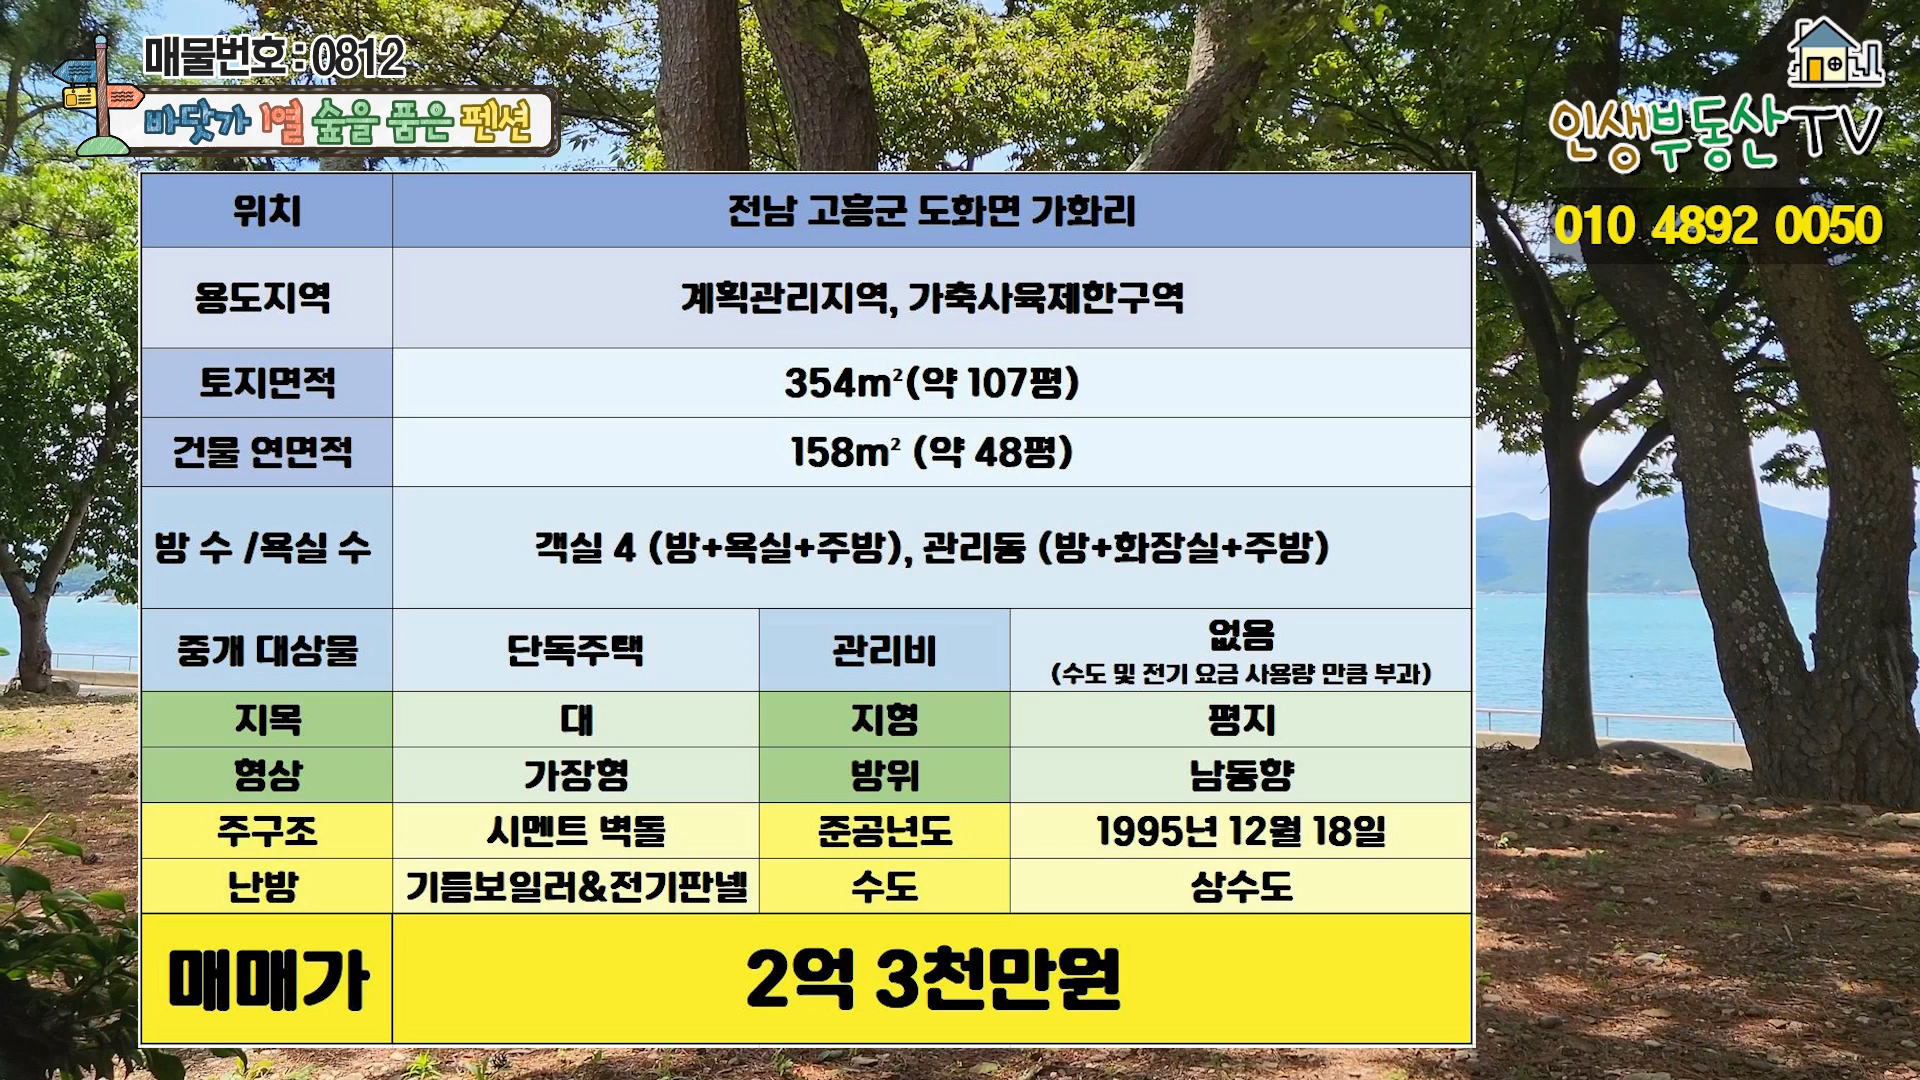 매물번호 : 0812
바닷가 1열 숲을 품은 펜션
인생부동산TV
010 4892 0050
위치 전남 고흥군 도화면 가화리
용도지역 계획관리지역, 가축사육제한구역
토지면적 354m²(약 107평)
건물 연면적 158m² (약 48평)
방 수 /욕실 수 객실 4 (방+욕실+주방), 관리동 (방+화장실+주방)
중개 대상물 단독주택 관리비 없음
(수도 및 전기 요금 사용량 만큼 부과)
지목 대 지형 평지
형상 가장형 방위 남동향
주구조 시멘트 벽돌 준공년도 1995년 12월 18일
난방 기름보일러&전기판넬 수도 상수도
매매가 2억 3천만원